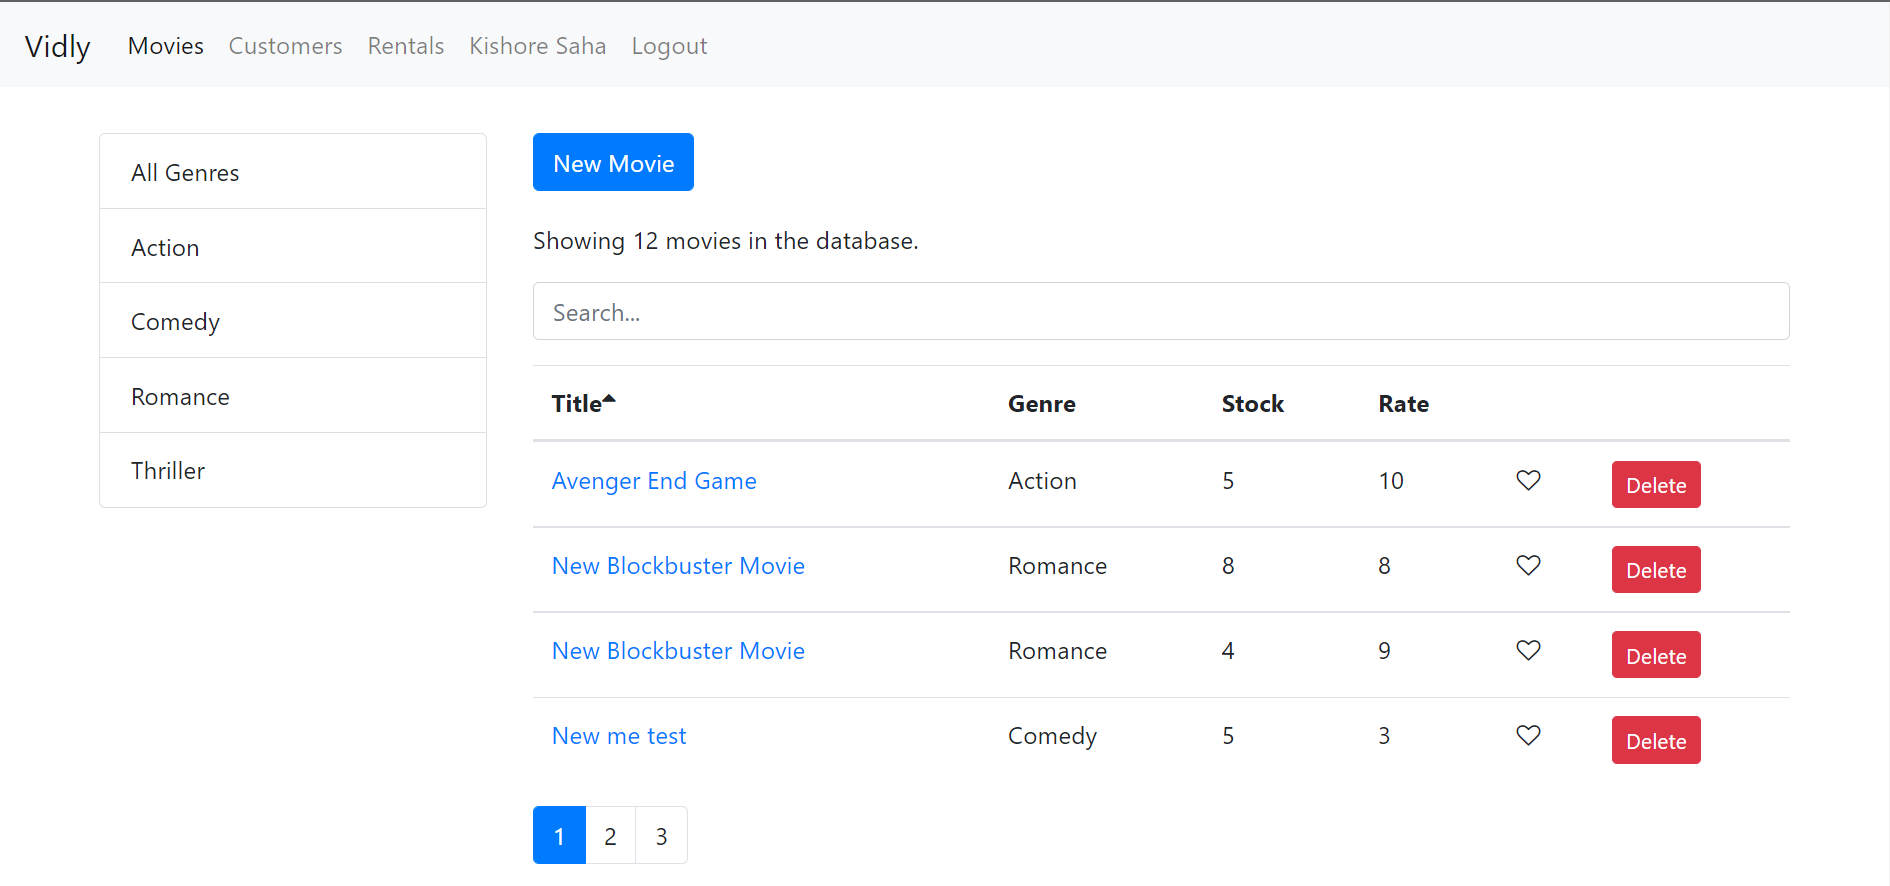 Vidly Movies Customers Rentals Kishore Saha Logout
All Genres
Action
Comedy
Romance
Thriller
New Movie
Showing 12 movies in the database.
Search...
Title Genre Stock Rate
Avenger End Game Action 5 10 Delete
New Blockbuster Movie Romance 8 8 Delete
New Blockbuster Movie Romance 4 9 Delete
New me test Comedy 5 3 Delete
1 2 3